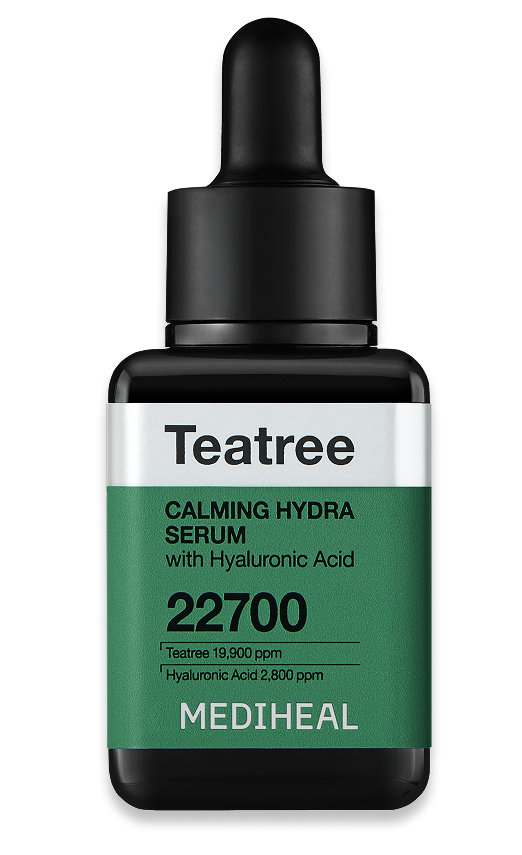 Teatree
CALMING HYDRA
SERUM
with Hyaluronic Acid
22700
Teatree 19,900 ppm
Hyaluronic Acid 2,800 ppm
MEDIHEAL